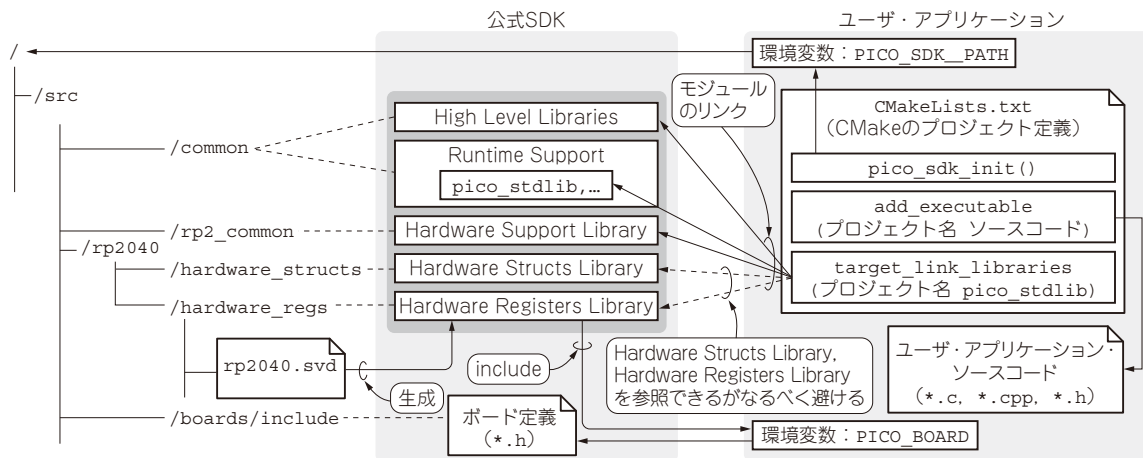 公式SDK
ユーザ・アプリケーション
/
環境変数：PICO_SDK__PATH
/src
モジュール
のリンク
CMakeLists.txt
（CMakeのプロジェクト定義）
High Level Libraries
/common
Runtime Support
pico_stdlib,…
pico_sdk_init()
add_executable
(プロジェクト名 ソースコード)
/rp2_common
Hardware Support Library
/rp2040
/hardware_structs
Hardware Structs Library
target_link_libraries
(プロジェクト名 pico_stdlib)
/hardware_regs
Hardware Registers Library
rp2040.svd
生成
include
Hardware Structs Library,
Hardware Registers Library
を参照できるがなるべく避ける
ユーザ・アプリケーション・
ソースコード
(*.c, *.cpp, *.h)
/boards/include
ボード定義
(*.h)
環境変数：PICO_BOARD